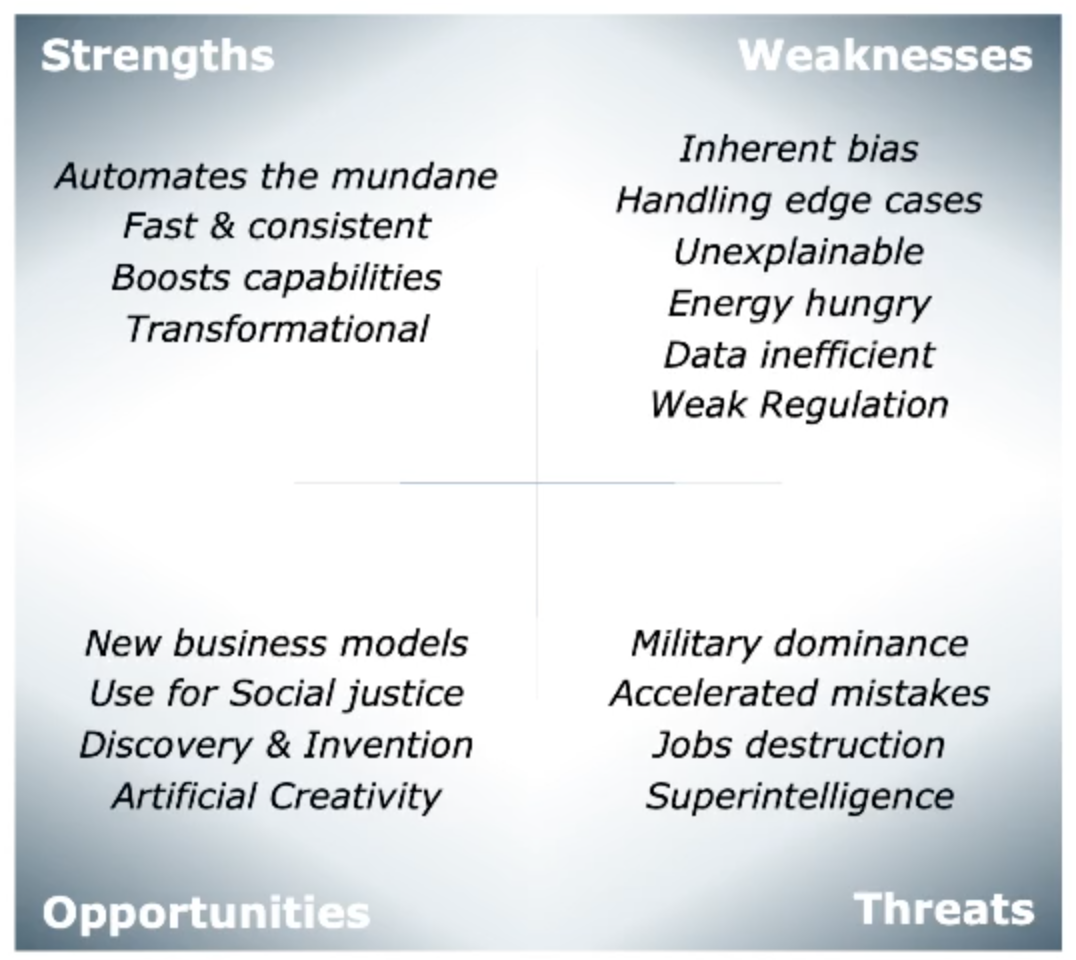 Strengths
Automates the mundane
Fast & consistent
Boosts capabilities
Transformational
Weaknesses
Inherent bias
Handling edge cases
Unexplainable
Energy hungry
Data inefficient
Weak Regulation
New business models
Use for Social justice
Discovery & Invention
Artificial Creativity
Opportunities
Military dominance
Accelerated mistakes
Jobs destruction
Superintelligence
Threats